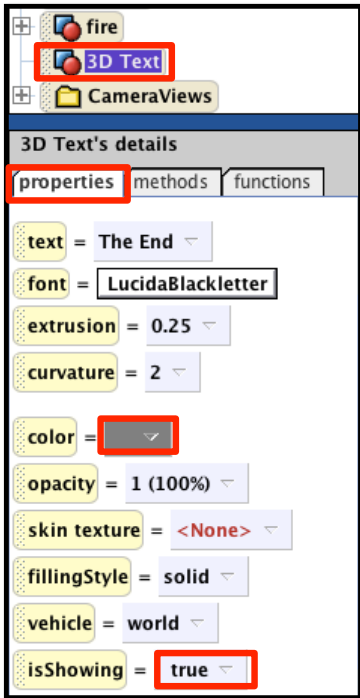 fire
3D Text
CameraViews
3D Text's details
properties methods functions
text = The End
font = LucidaBlackletter
extrusion = 0.25
curvature = 2
color =
opacity = 1 (100%)
skin texture = <None>
fillingStyle = solid
vehicle = world
isShowing = true